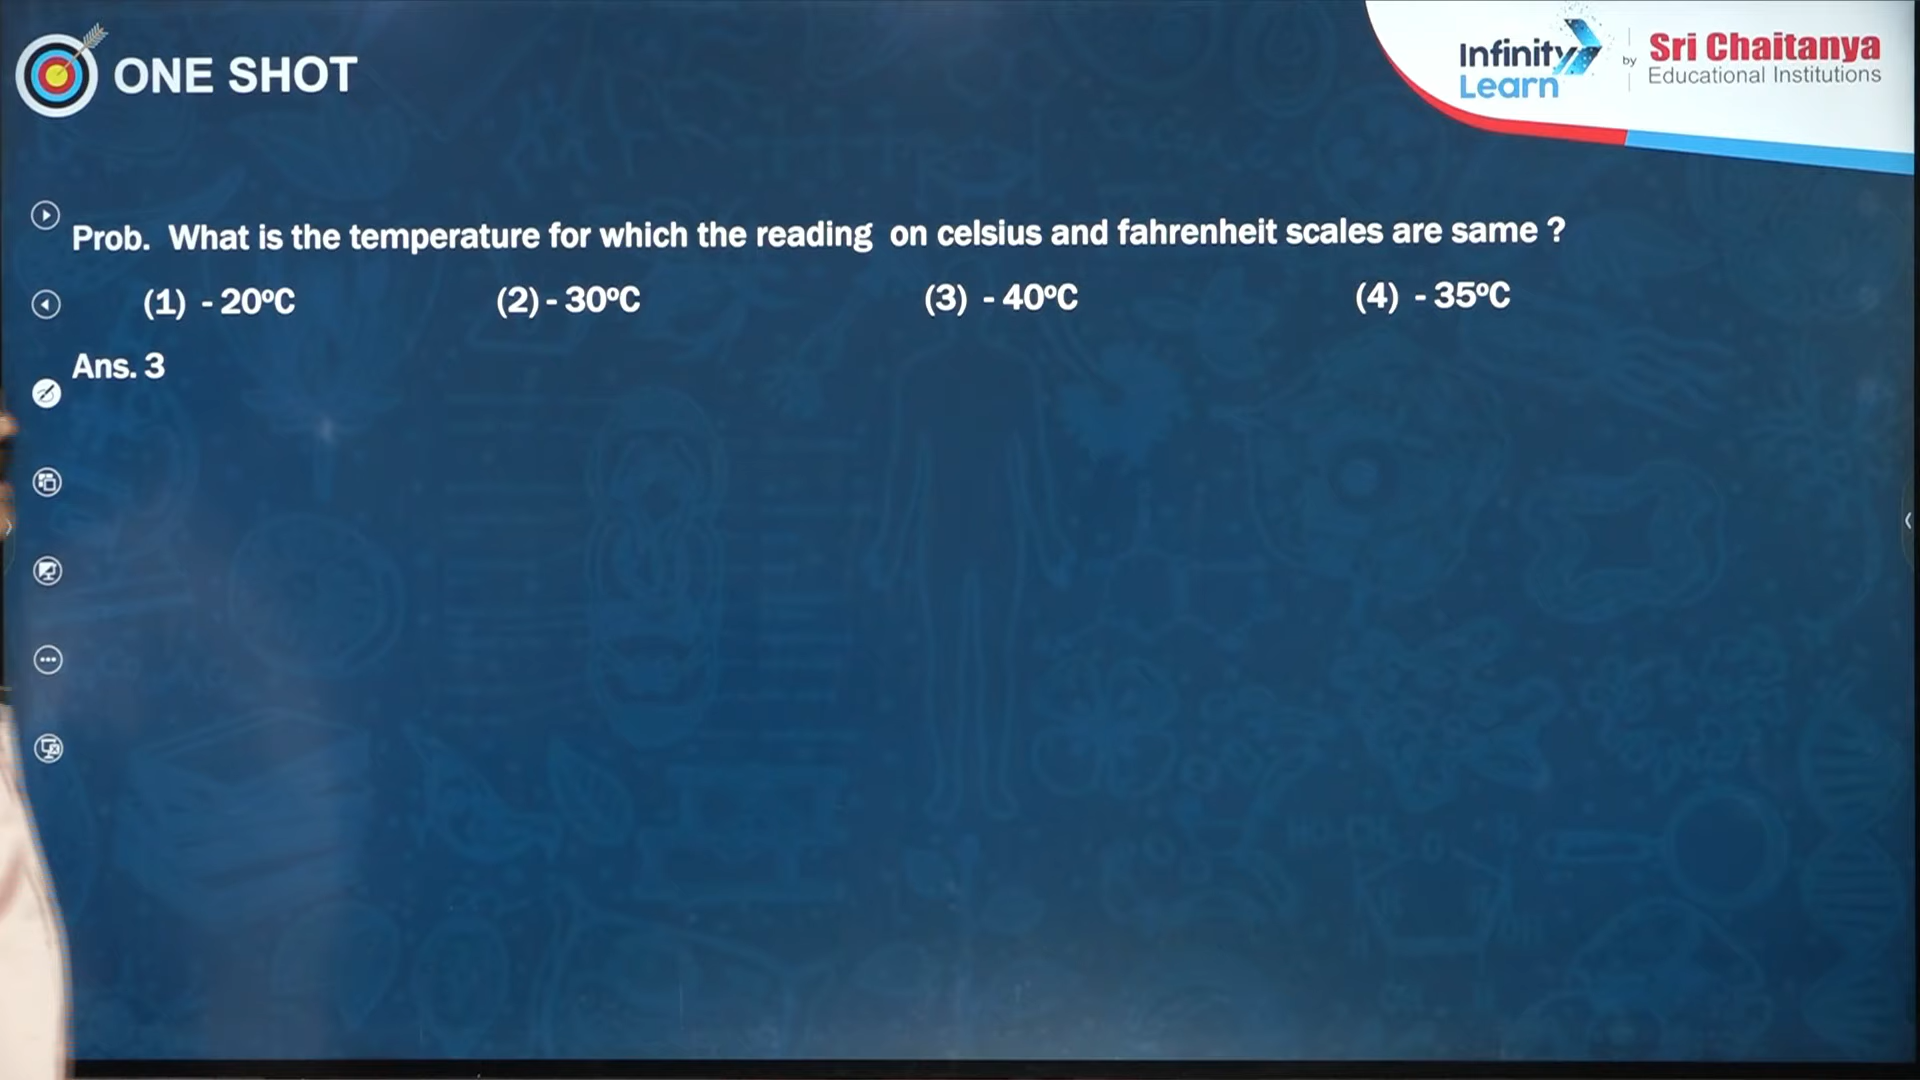 ONE SHOT
Infinity Learn by Sri Chaitanya Educational Institutions
Prob. What is the temperature for which the reading on celsius and fahrenheit scales are same ?
(1) - 20ºC (2) - 30ºC (3) - 40ºC (4) - 35ºC
Ans. 3